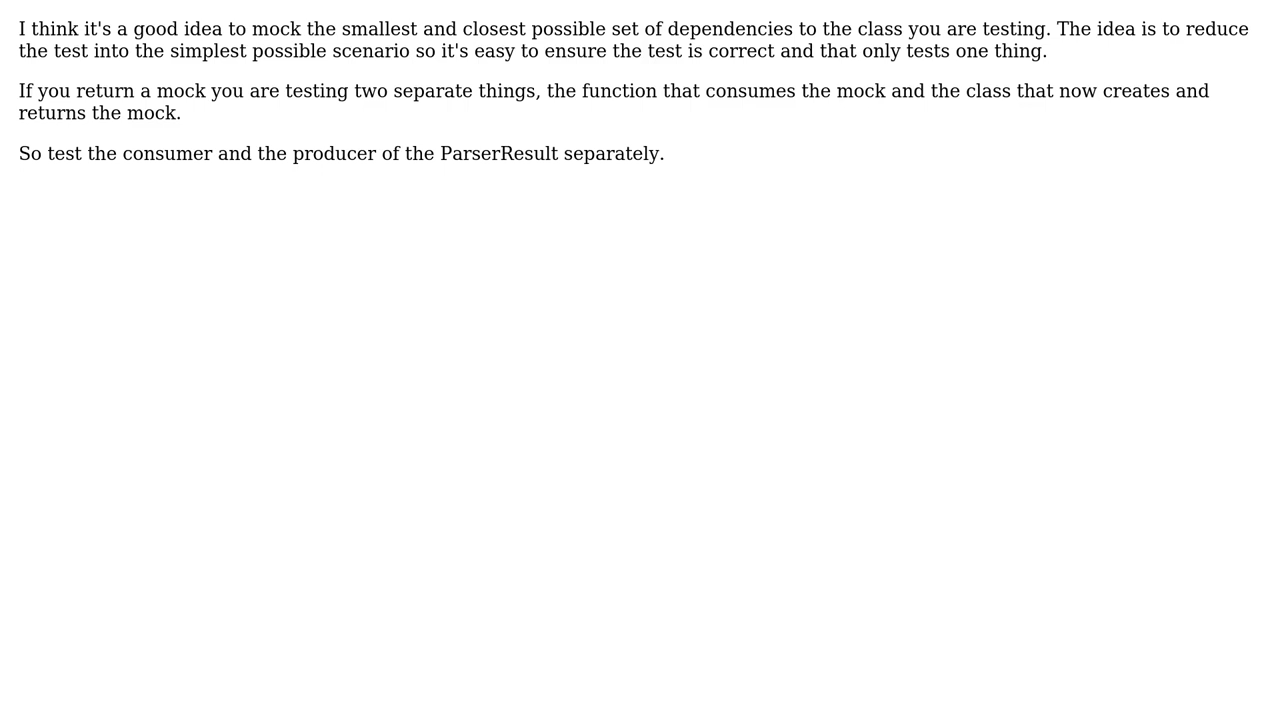 I think it's a good idea to mock the smallest and closest possible set of dependencies to the class you are testing. The idea is to reduce
the test into the simplest possible scenario so it's easy to ensure the test is correct and that only tests one thing.
If you return a mock you are testing two separate things, the function that consumes the mock and the class that now creates and
returns the mock.
So test the consumer and the producer of the ParserResult separately.